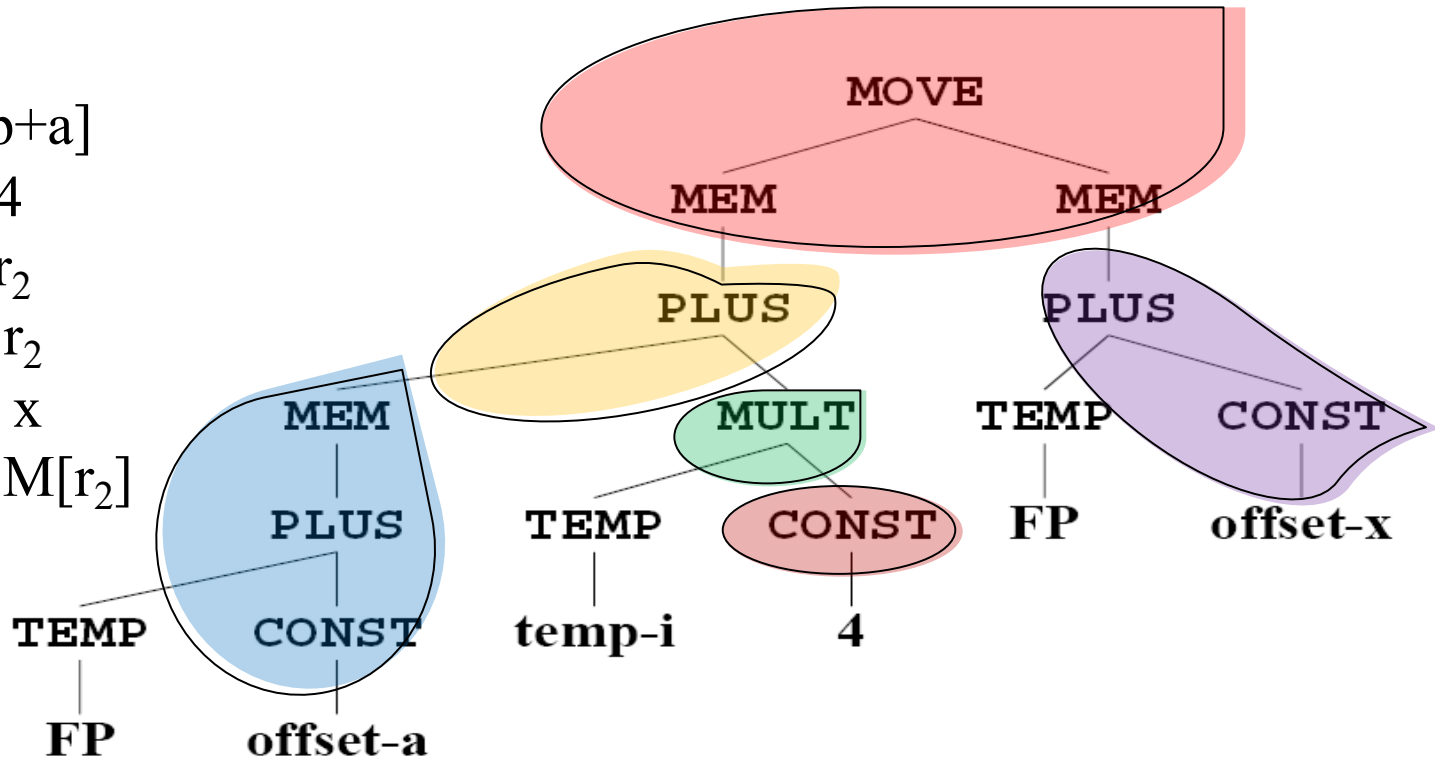 MOVE
p+a]
4
MEM MEM
r₂
PLUS PLUS
r₂
x
MEM MULT TEMP CONST
M[r₂]
PLUS TEMP CONST FP offset-x
TEMP CONST temp-i 4
FP offset-a